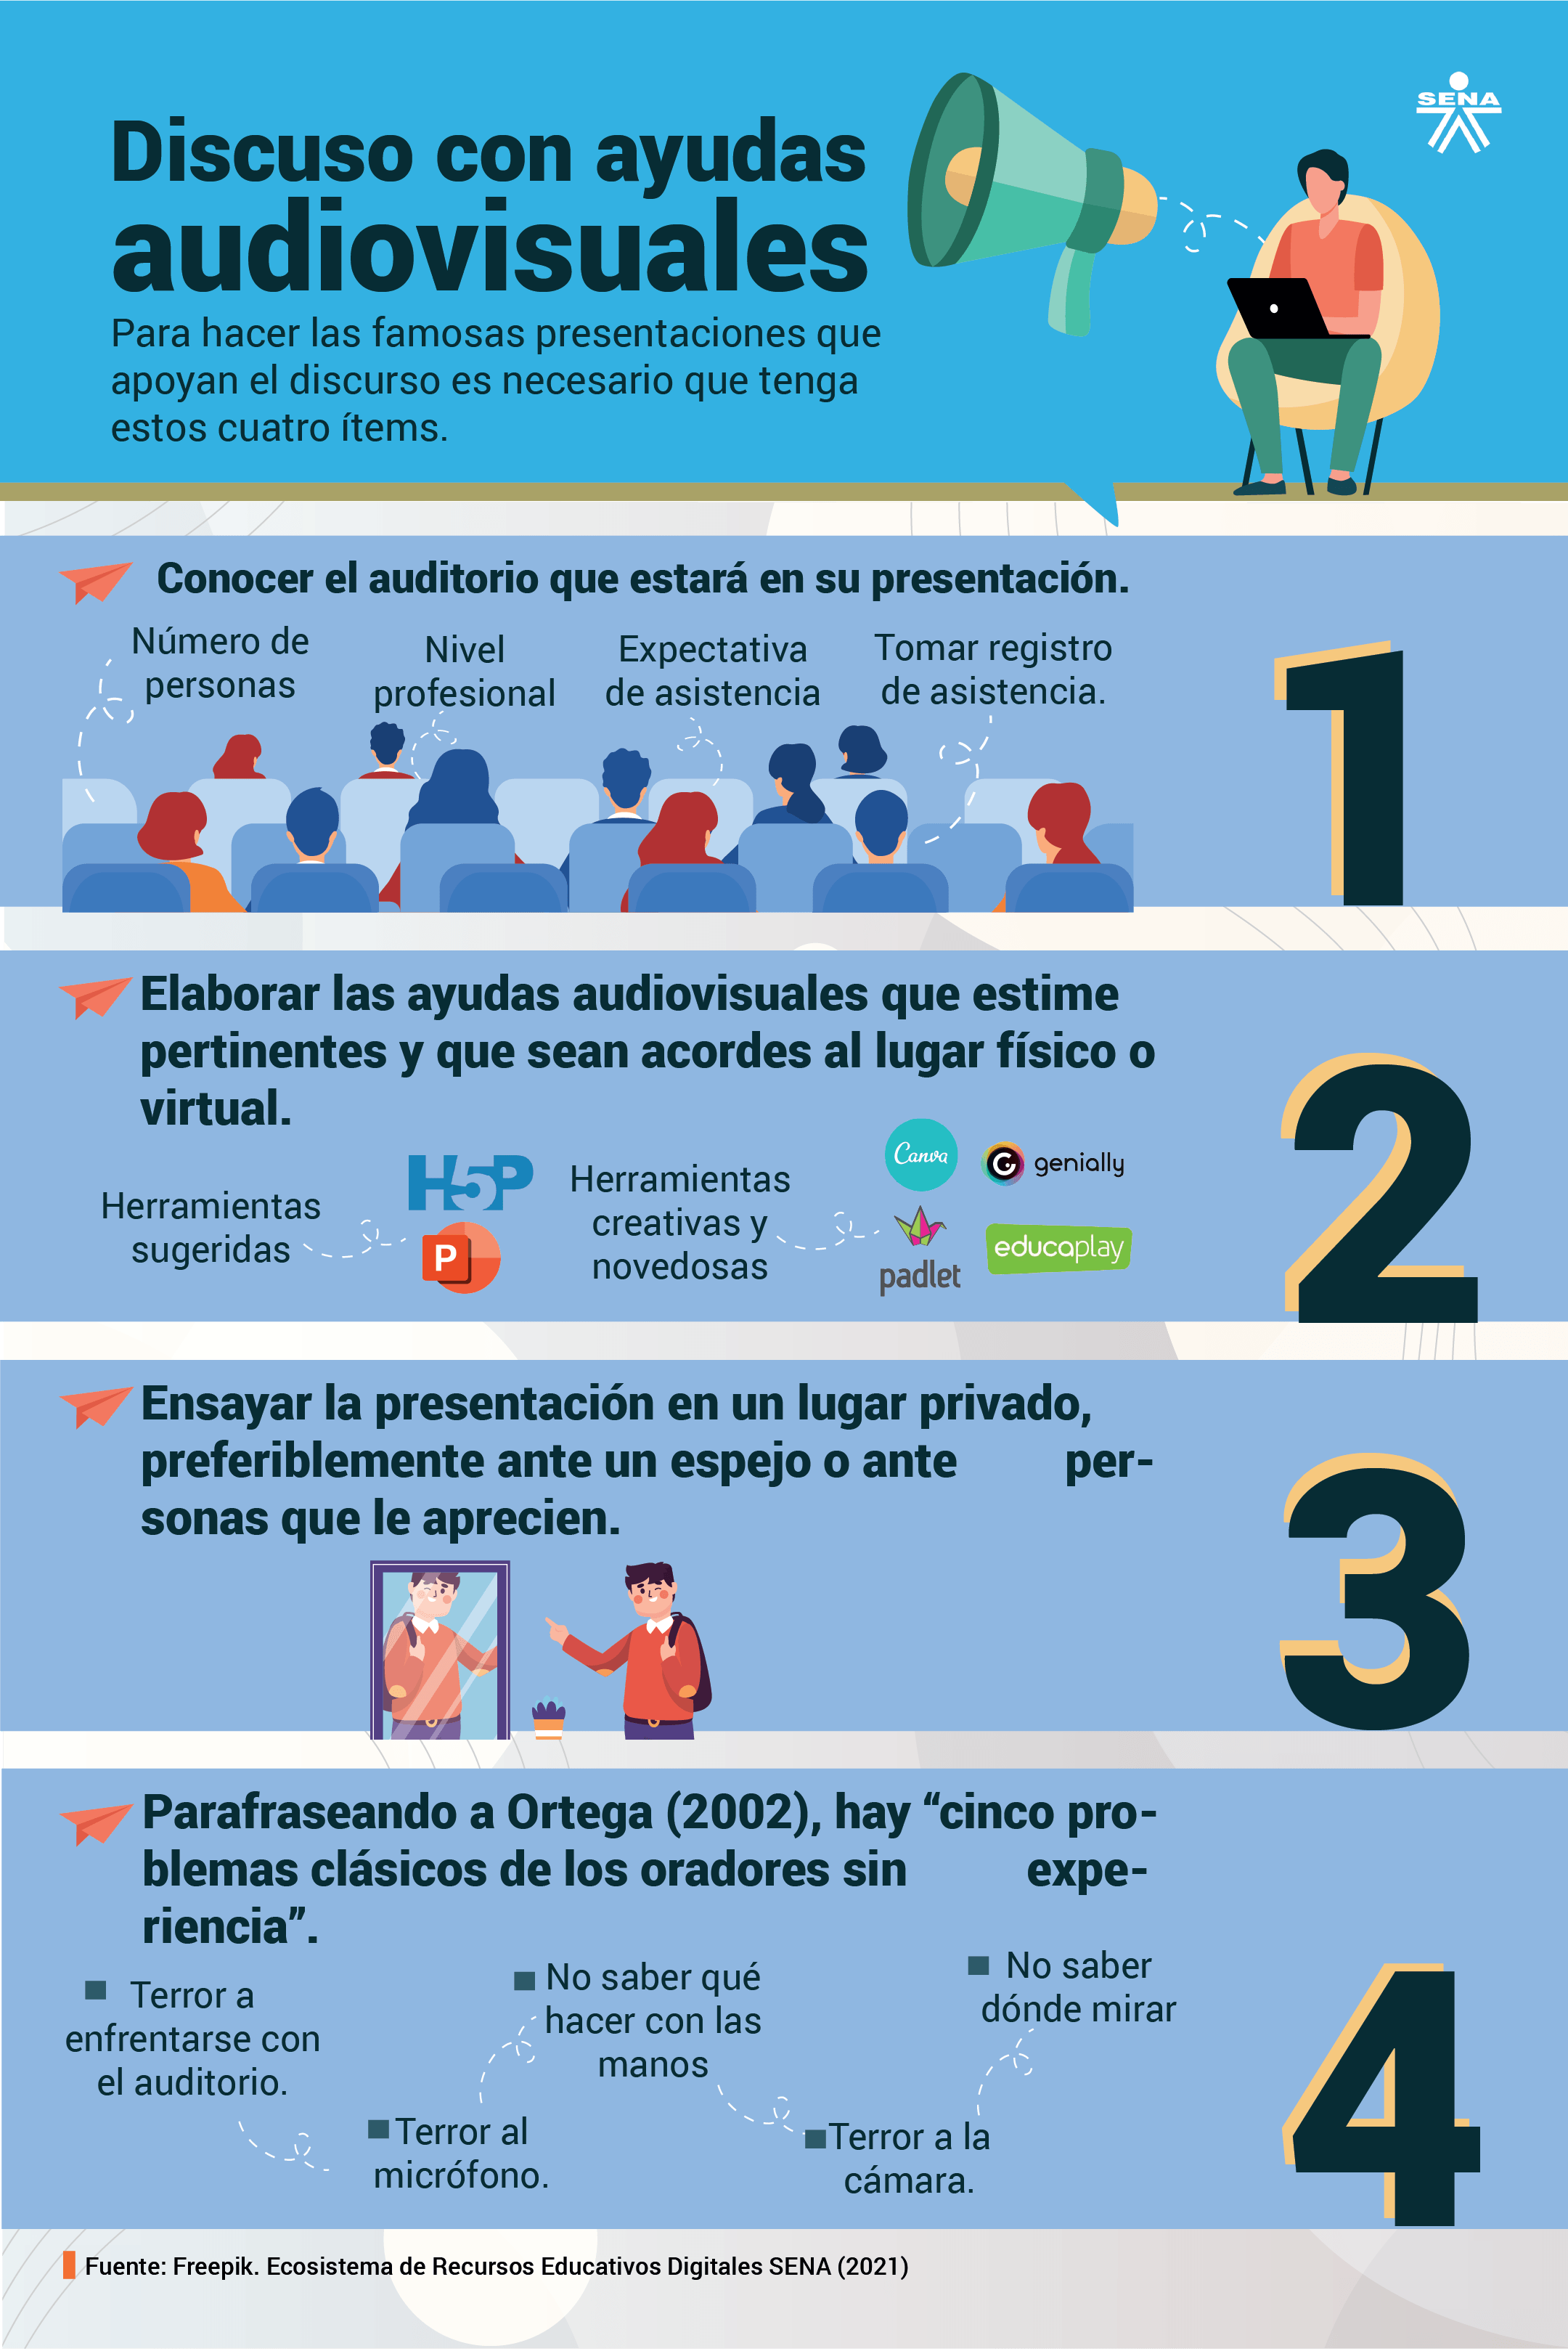 SENA
Discuso con ayudas
audiovisuales
Para hacer las famosas presentaciones que
apoyan el discurso es necesario que tenga
estos cuatro ítems.
Conocer el auditorio que estará en su presentación.
Número de
personas
Nivel
profesional
Expectativa
de asistencia
Tomar registro
de asistencia.
1
Elaborar las ayudas audiovisuales que estime
pertinentes y que sean acordes al lugar físico o
virtual.
Herramientas
sugeridas
H5P
P
Herramientas
creativas y
novedosas
Canva
genially
padlet
educaplay
2
Ensayar la presentación en un lugar privado,
preferiblemente ante un espejo o ante per-
sonas que le aprecien.
3
Parafraseando a Ortega (2002), hay “cinco pro-
blemas clásicos de los oradores sin expe-
riencia”.
Terror a
enfrentarse con
el auditorio.
Terror al
micrófono.
No saber qué
hacer con las
manos
Terror a la
cámara.
No saber
dónde mirar
4
Fuente: Freepik. Ecosistema de Recursos Educativos Digitales SENA (2021)